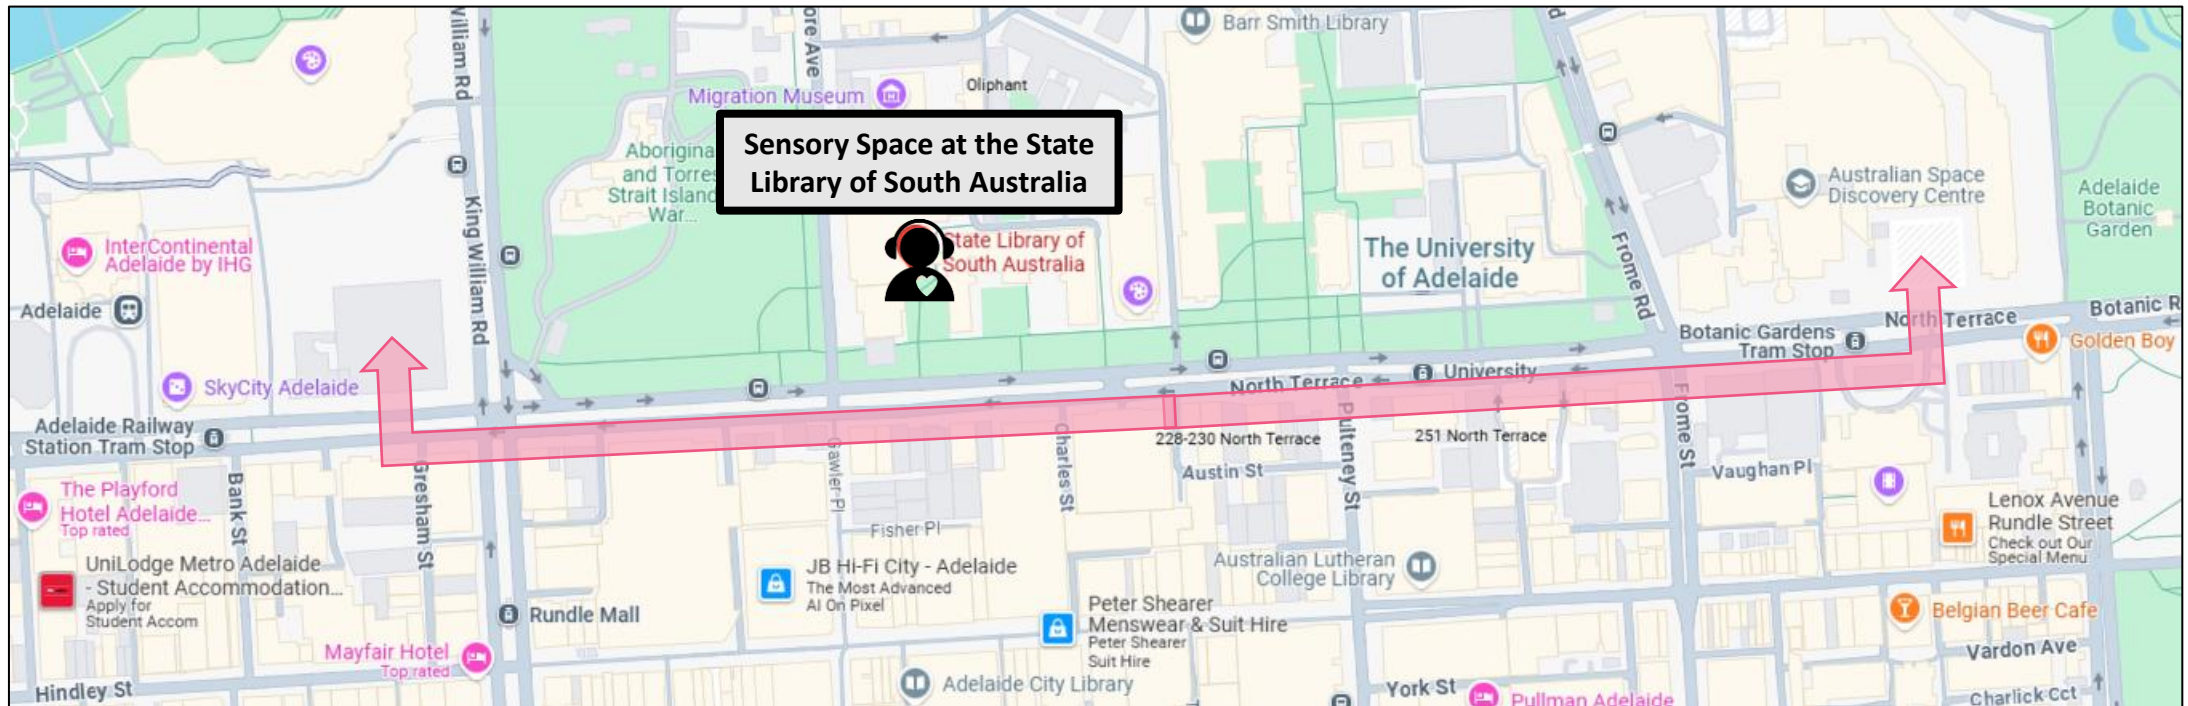 William Rd
ore Ave
Barr Smith Library
Rd
Migration Museum
Oliphant
Sensory Space at the State
Library of South Australia
Aborigina
and Torres
Strait Island
War...
Australian Space
Discovery Centre
Adelaide
Botanic
Garden
King William Rd
InterContinental
Adelaide by IHG
State Library of
South Australia
The University
of Adelaide
Frome Rd
Adelaide
Botanic Gardens
Tram Stop
North Terrace
Botanic R
Golden Boy
SkyCity Adelaide
North Terrace
University
Adelaide Railway
Station Tram Stop
Gresham St
Gawler Pl
Charles St
228-230 North Terrace
Pulteney St
251 North Terrace
Frome St
Austin St
Vaughan Pl
The Playford
Hotel Adelaide...
Top rated
Bank St
Fisher Pl
Lenox Avenue
Rundle Street
Check out Our
Special Menu
UniLodge Metro Adelaide
- Student Accommodation...
Apply for
Student Accom
JB Hi-Fi City - Adelaide
The Most Advanced
AI On Pixel
Australian Lutheran
College Library
Rundle Mall
Peter Shearer
Menswear & Suit Hire
Peter Shearer
Suit Hire
Belgian Beer Cafe
Mayfair Hotel
Top rated
Vardon Ave
Hindley St
Adelaide City Library
York St
Pullman Adelaide
Charlick Cct